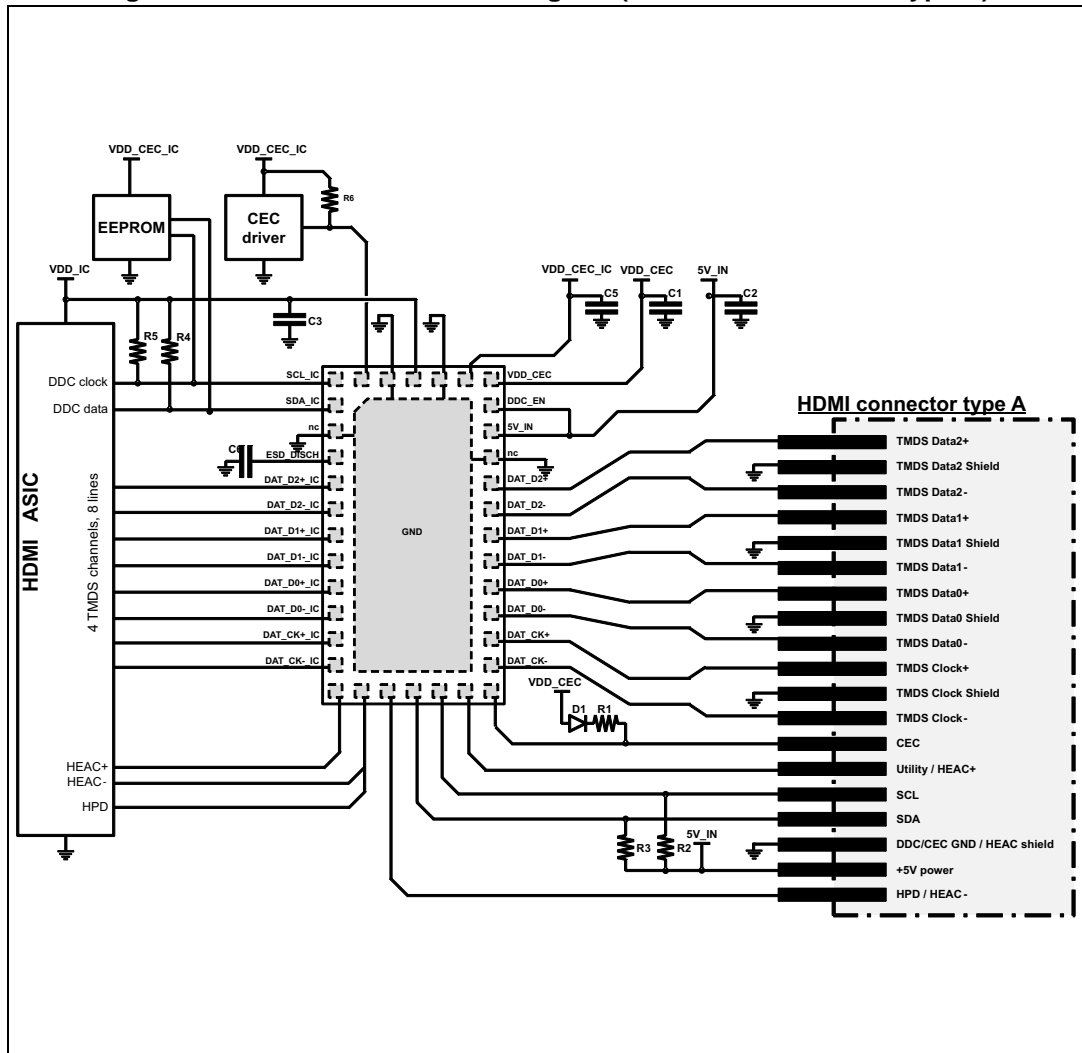 VDD_CEC_IC
VDD_CEC_IC
R6
EEPROM
CEC
driver
VDD_IC
VDD_CEC_IC
VDD_CEC
5V_IN
C5
C1
C2
C3
R5
R4
HDMI ASIC
4 TMDS channels, 8 lines
DDC clock
DDC data
HEAC+
HEAC-
HPD
SCL_IC
SDA_IC
nc
ESD_DISCH
DAT_D2+_IC
DAT_D2-_IC
DAT_D1+_IC
DAT_D1-_IC
DAT_D0+_IC
DAT_D0-_IC
DAT_CK+_IC
DAT_CK-_IC
GND
VDD_CEC
DDC_EN
5V_IN
nc
DAT_D2+
DAT_D2-
DAT_D1+
DAT_D1-
DAT_D0+
DAT_D0-
DAT_CK+
DAT_CK-
VDD_CEC
D1
R1
R3
R2
5V_IN
HDMI connector type A
TMDS Data2+
TMDS Data2 Shield
TMDS Data2-
TMDS Data1+
TMDS Data1 Shield
TMDS Data1-
TMDS Data0+
TMDS Data0 Shield
TMDS Data0-
TMDS Clock+
TMDS Clock Shield
TMDS Clock-
CEC
Utility / HEAC+
SCL
SDA
DDC/CEC GND / HEAC shield
+5V power
HPD / HEAC-